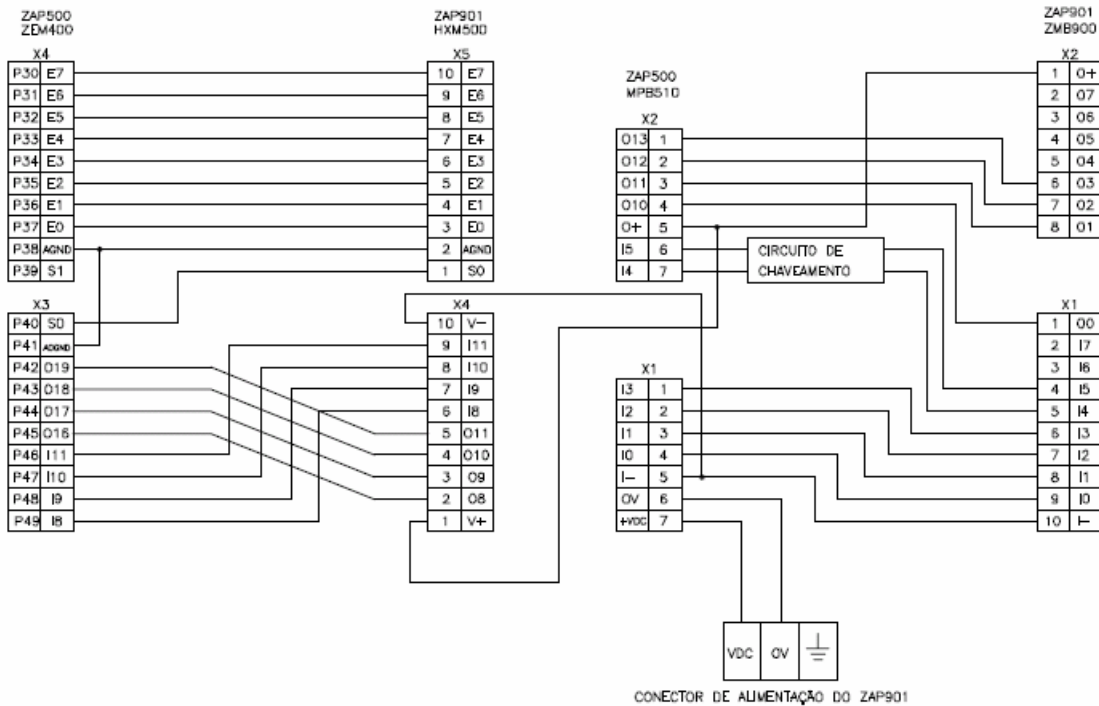 ZAP500
ZEM400
X4
P30 E7
P31 E6
P32 E5
P33 E4
P34 E3
P35 E2
P36 E1
P37 E0
P38 AGND
P39 S1
X3
P40 S0
P41 AGND
P42 O19
P43 O18
P44 O17
P45 O16
P46 I11
P47 I10
P48 I9
P49 I8
ZAP901
HXM500
X5
10 E7
9 E6
8 E5
7 E4
6 E3
5 E2
4 E1
3 E0
2 AGND
1 S0
X4
10 V-
9 I11
8 I10
7 I9
6 I8
5 O11
4 O10
3 O9
2 O8
1 V+
ZAP500
MPB510
X2
O13 1
O12 2
O11 3
O10 4
O+ 5
I5 6
I4 7
CIRCUITO DE
CHAVEAMENTO
X1
I3 1
I2 2
I1 3
I0 4
I- 5
0V 6
+VDC 7
ZAP901
ZMB900
X2
1 O+
2 O7
3 O6
4 O5
5 O4
6 O3
7 O2
8 O1
X1
1 O0
2 I7
3 I6
4 I5
5 I4
6 I3
7 I2
8 I1
9 I0
10 I-
VDC 0V
CONECTOR DE ALIMENTAÇÃO DO ZAP901